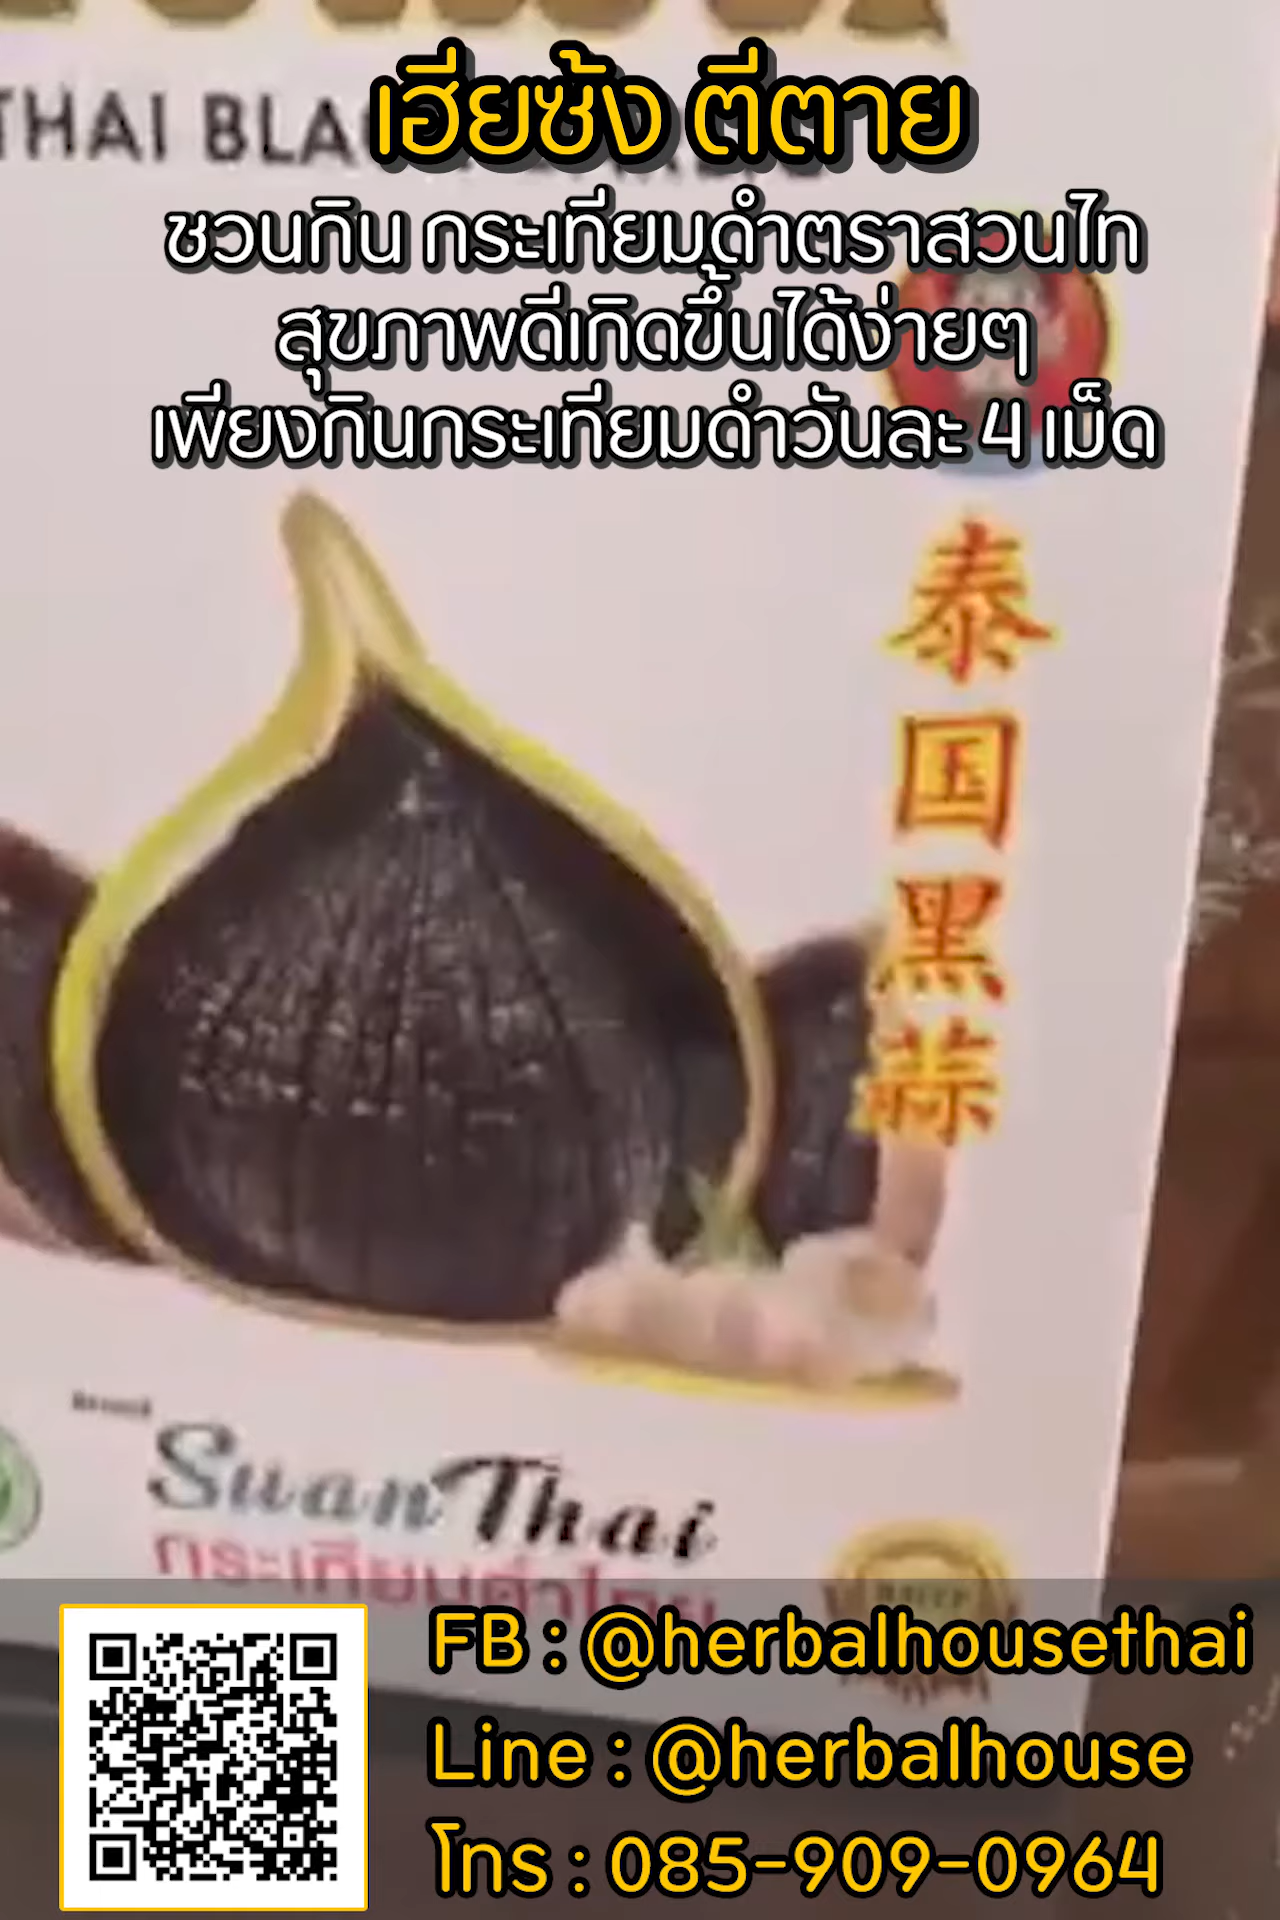 เฮียซ้ง ตีตาย
THAI BLA
ชวนกิน กระเทียมดำตราสวนไท
สุขภาพดีเกิดขึ้นได้ง่ายๆ
เพียงกินกระเทียมดำวันละ 4 เม็ด
泰国黑蒜
Suan Thai
FB : @herbalhousethai
Line : @herbalhouse
โทร : 085-909-0964